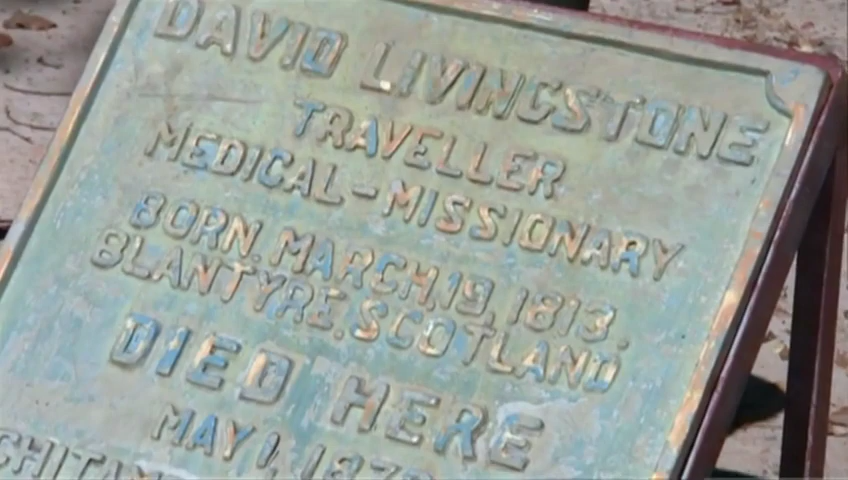 DAVID LIVINGSTONE
TRAVELLER
MEDICAL-MISSIONARY
BORN. MARCH, 19, 1813.
BLANTYRE. SCOTLAND
DIED HERE
MAY 1,